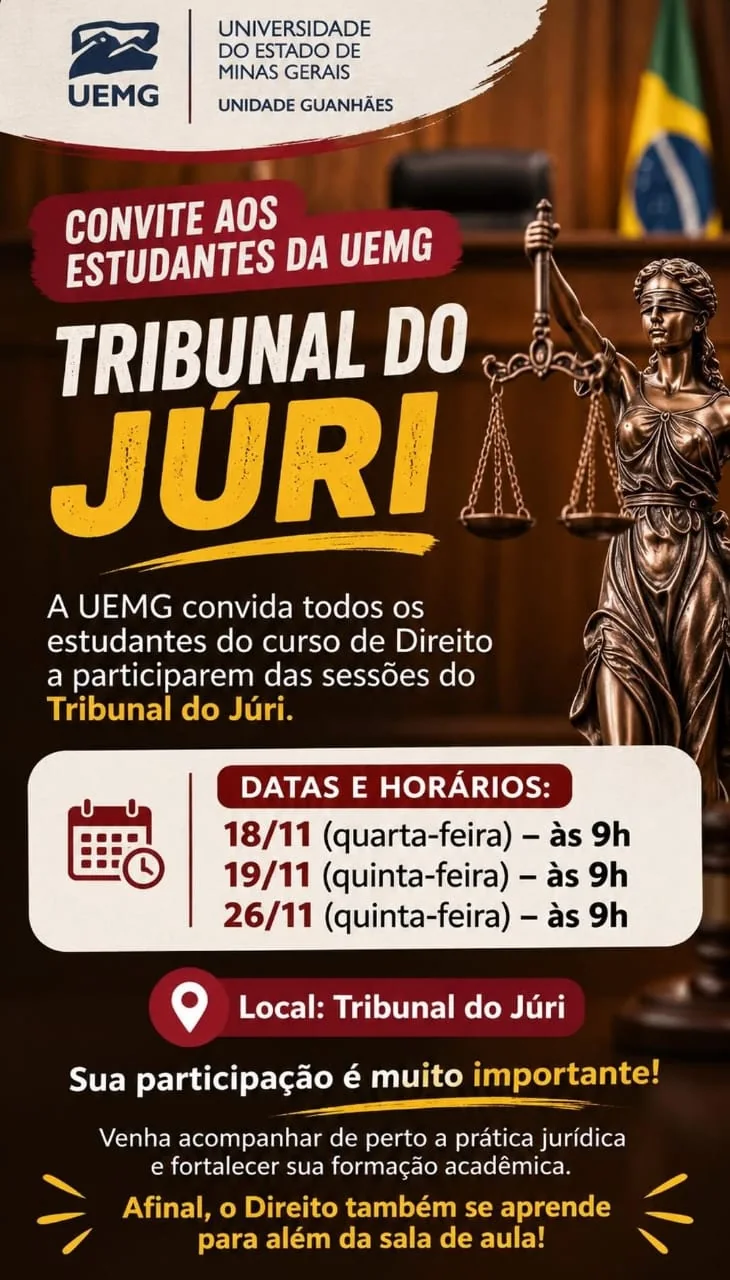 UEMG
UNIVERSIDADE
DO ESTADO DE
MINAS GERAIS
UNIDADE GUANHÃES
CONVITE AOS
ESTUDANTES DA UEMG
TRIBUNAL DO
JÚRI
A UEMG convida todos os
estudantes do curso de Direito
a participarem das sessões do
Tribunal do Júri.
DATAS E HORÁRIOS:
18/11 (quarta-feira) – às 9h
19/11 (quinta-feira) – às 9h
26/11 (quinta-feira) – às 9h
Local: Tribunal do Júri
Sua participação é muito importante!
Venha acompanhar de perto a prática jurídica
e fortalecer sua formação acadêmica.
Afinal, o Direito também se aprende
para além da sala de aula!